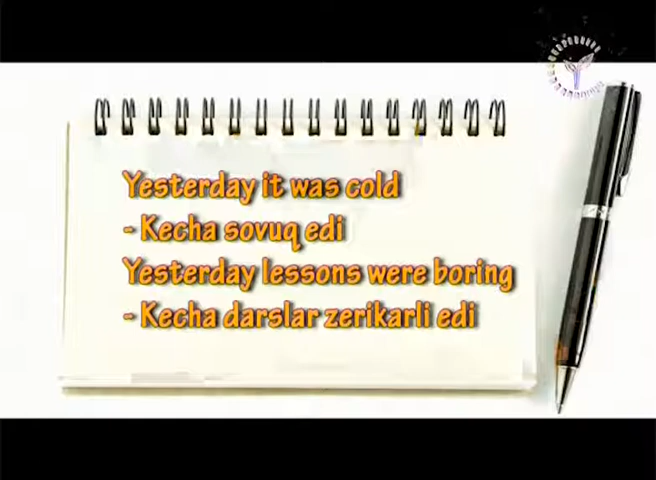 Yesterday it was cold
- Kecha sovuq edi
Yesterday lessons were boring
- Kecha darslar zerikarli edi